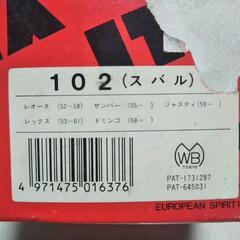 102(スバル)
レオーネ(52~58) サンバー(55~ ) ジャスティ(59~ )
レックス(53~61) ドミンゴ(58~ )
WB
TOKYO
4 971475 016376
PAT-1731287
PAT-645031
EUROPEAN SPIRIT